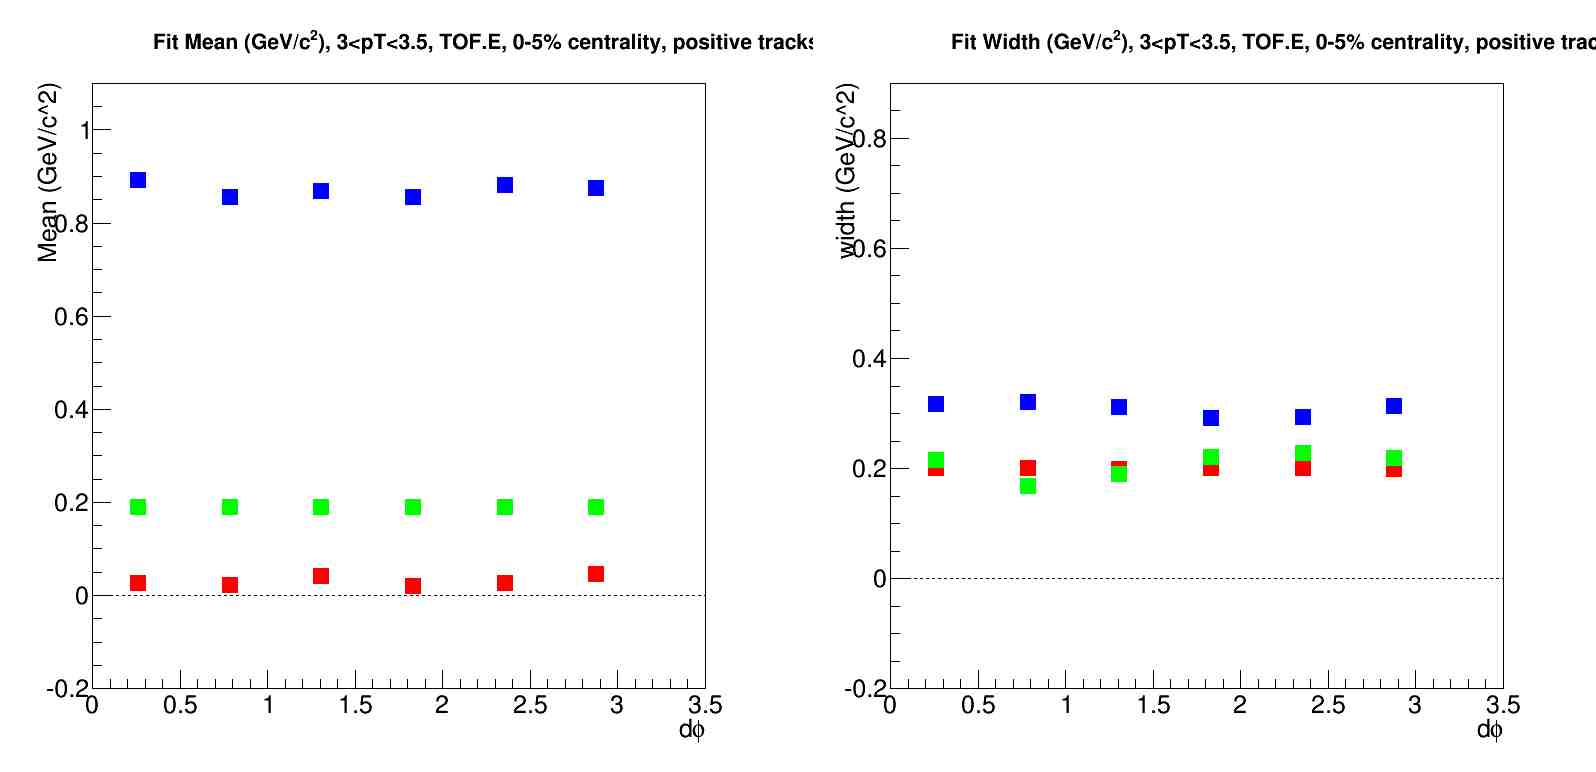 Fit Mean (GeV/c2), 3<pT<3.5, TOF.E, 0-5% centrality, positive tracks
Mean (GeV/c^2)
1
0.8
0.6
0.4
0.2
0
-0.2
0 0.5 1 1.5 2 2.5 3 3.5
dϕ
Fit Width (GeV/c2), 3<pT<3.5, TOF.E, 0-5% centrality, positive trac
width (GeV/c^2)
0.8
0.6
0.4
0.2
0
-0.2
0 0.5 1 1.5 2 2.5 3 3.5
dϕ